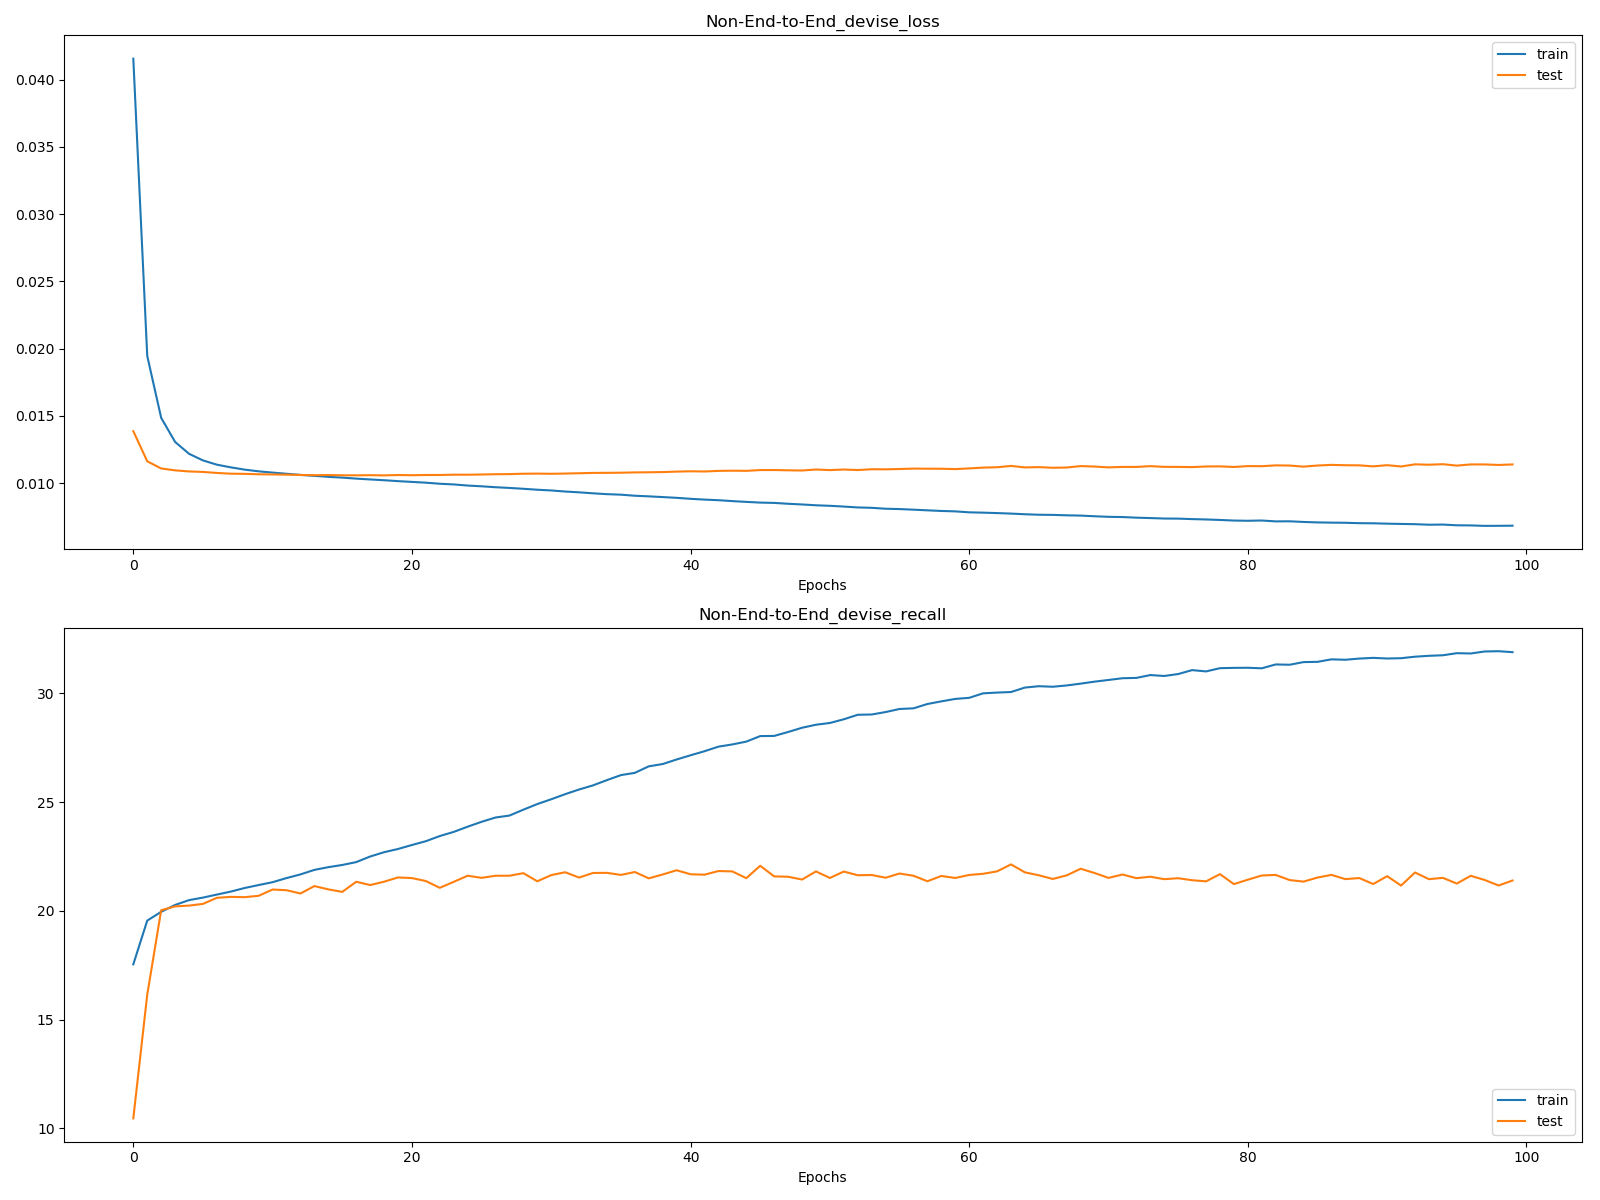 Non-End-to-End_devise_loss
train
test
0.040
0.035
0.030
0.025
0.020
0.015
0.010
0 20 40 60 80 100
Epochs
Non-End-to-End_devise_recall
30
25
20
15
10
train
test
0 20 40 60 80 100
Epochs